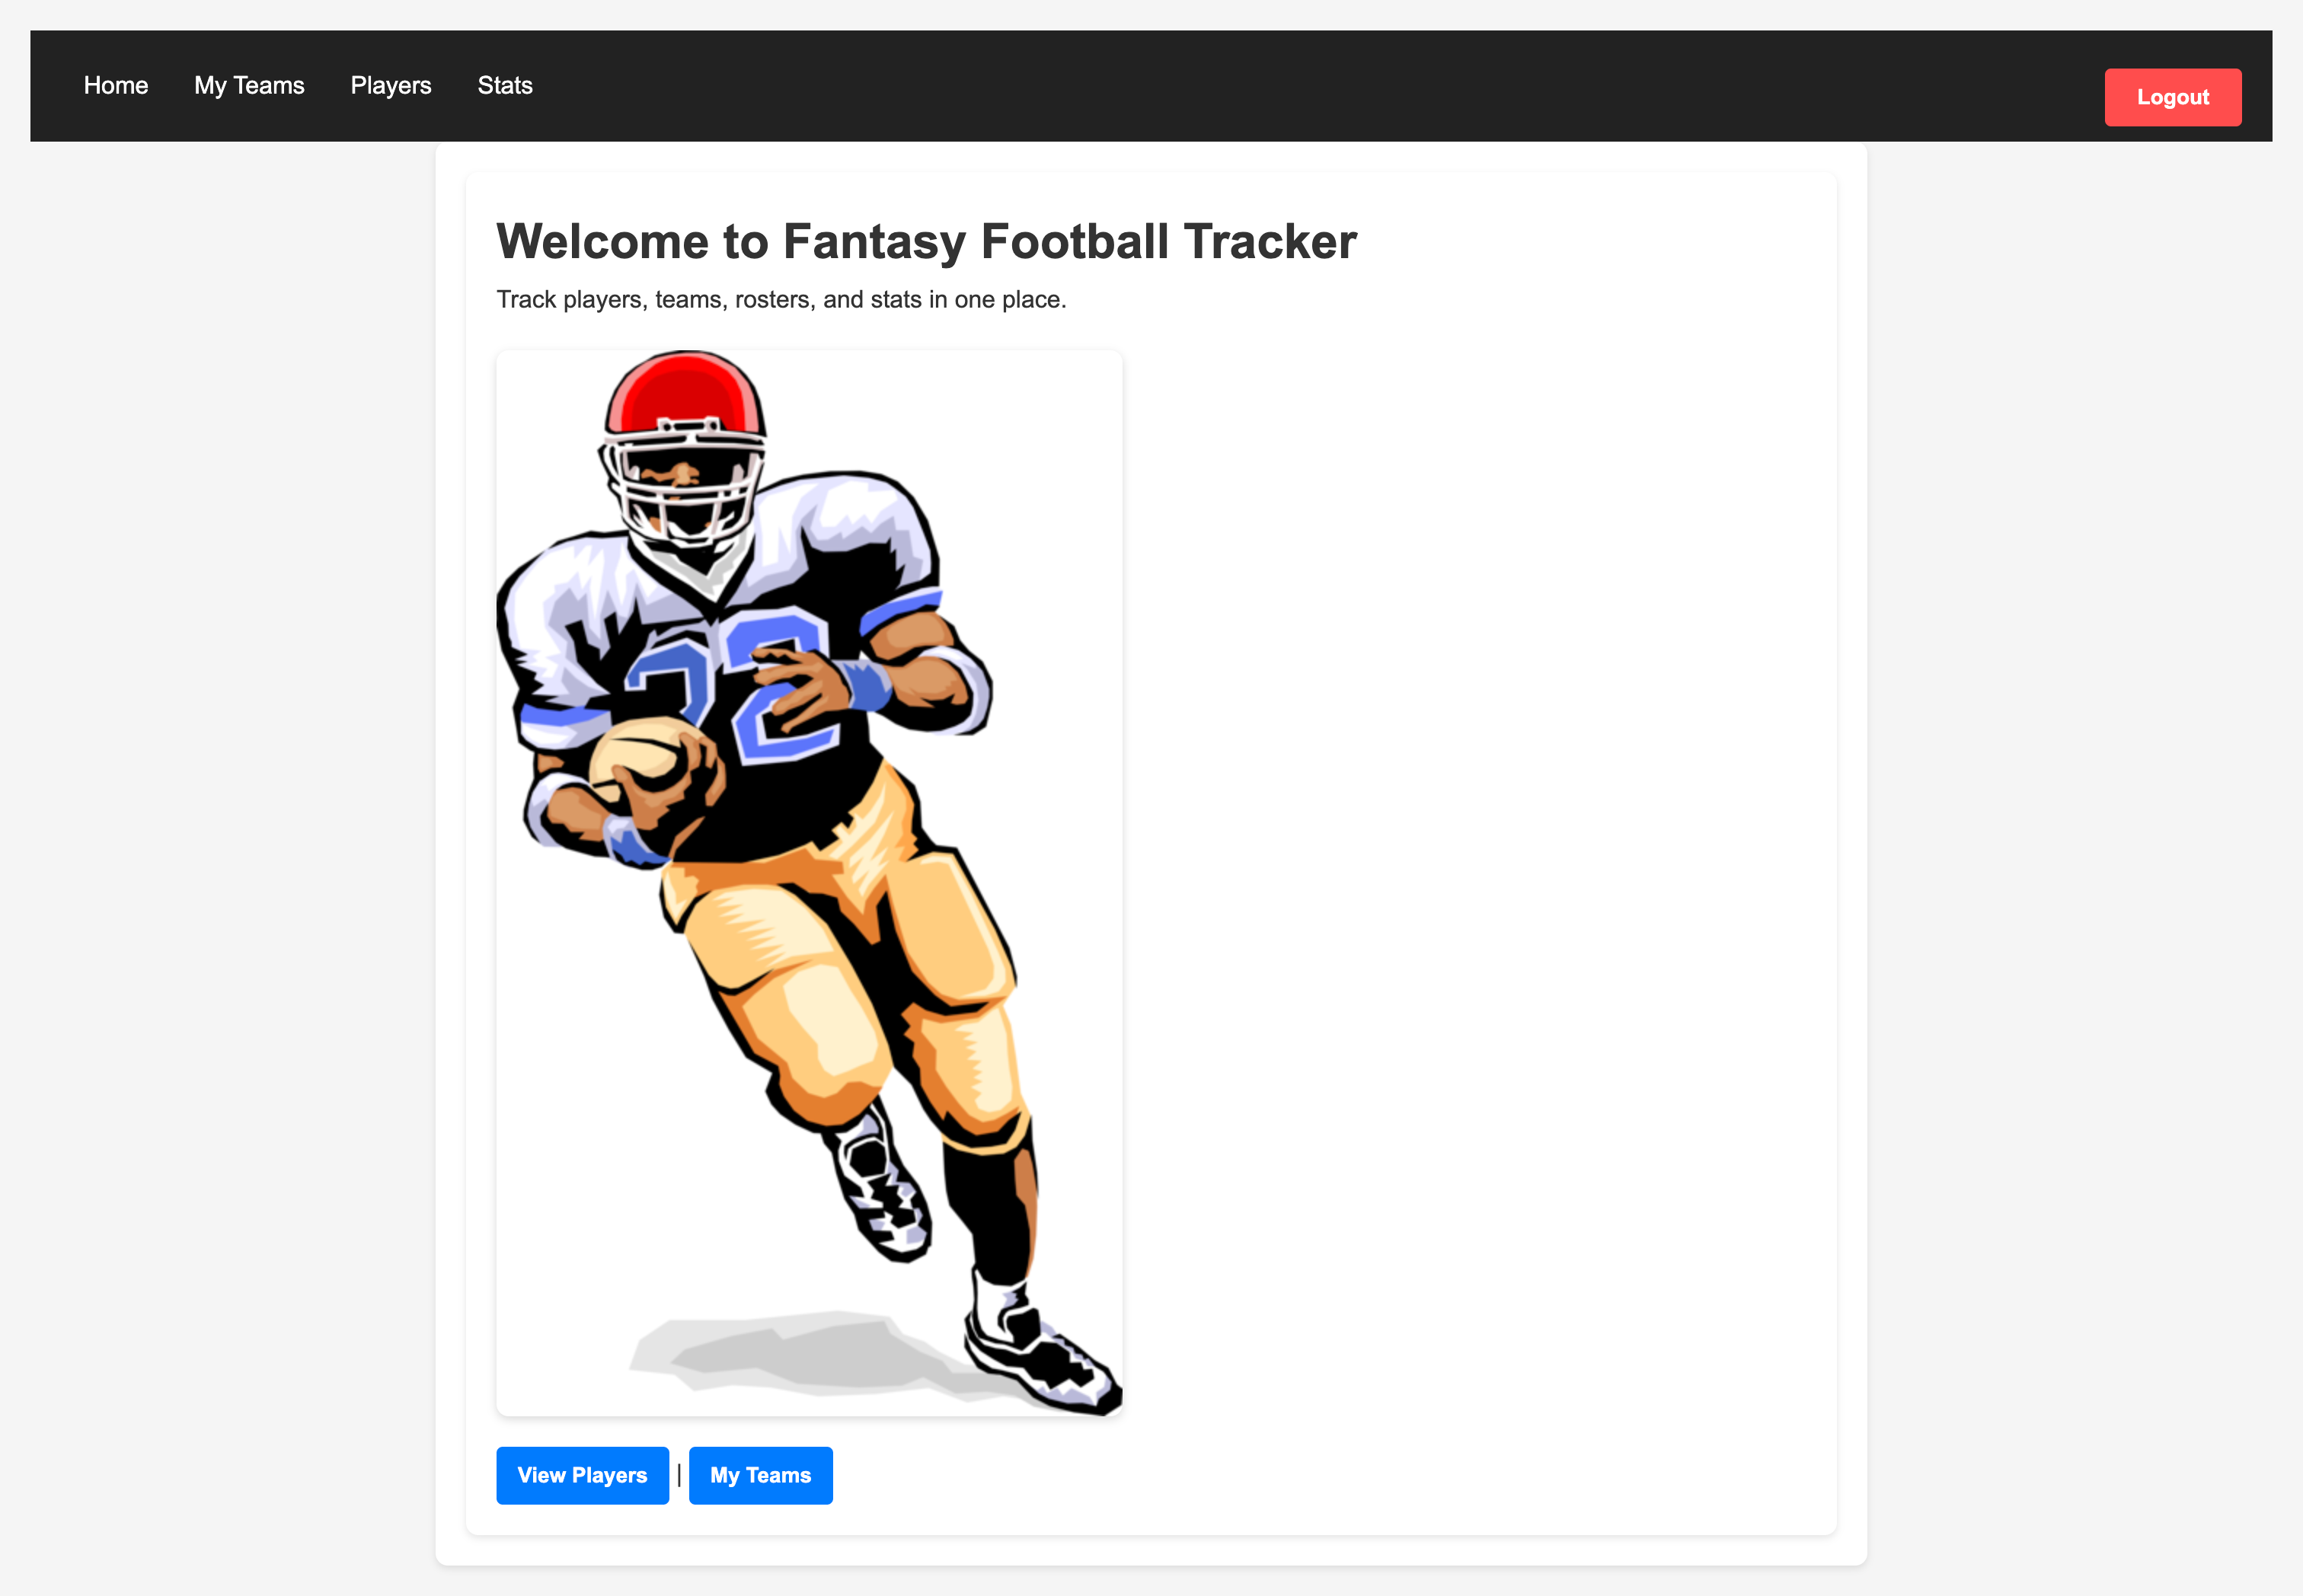 Home My Teams Players Stats Logout
Welcome to Fantasy Football Tracker
Track players, teams, rosters, and stats in one place.
32
View Players | My Teams